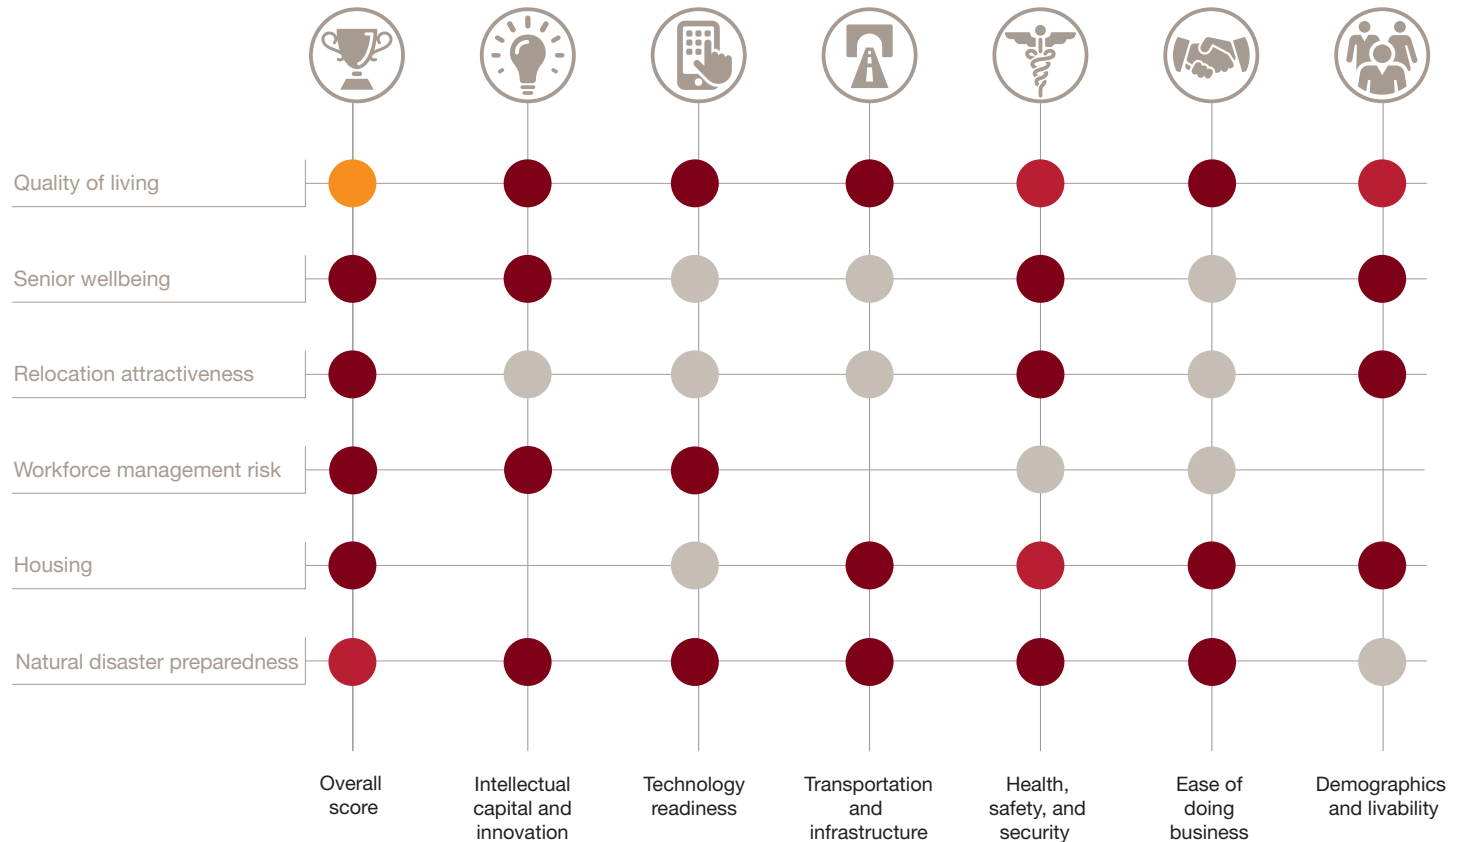 Quality of living
Senior wellbeing
Relocation attractiveness
Workforce management risk
Housing
Natural disaster preparedness
Overall
score
Intellectual
capital and
innovation
Technology
readiness
Transportation
and
infrastructure
Health,
safety, and
security
Ease of
doing
business
Demographics
and livability